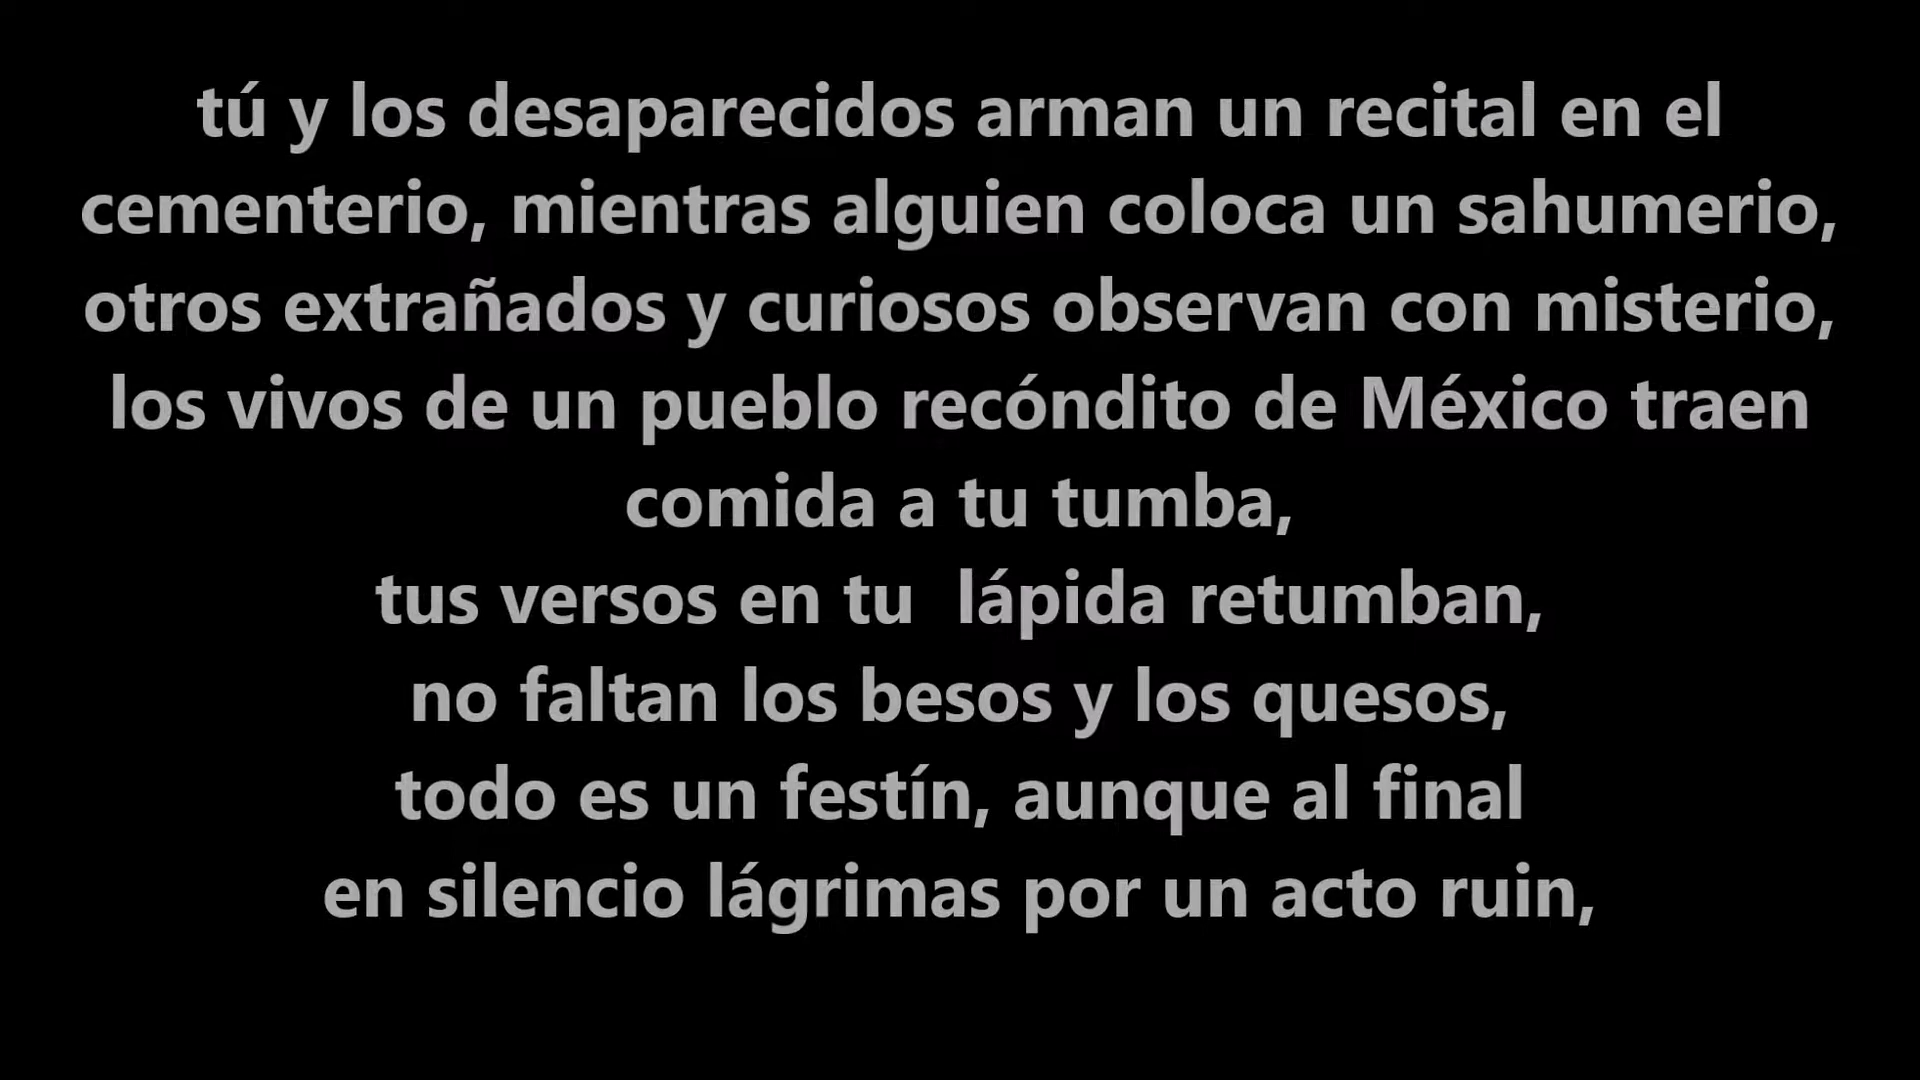 tú y los desaparecidos arman un recital en el
cementerio, mientras alguien coloca un sahumerio,
otros extrañados y curiosos observan con misterio,
los vivos de un pueblo recóndito de México traen
comida a tu tumba,
tus versos en tu  lápida retumban,
no faltan los besos y los quesos,
todo es un festín, aunque al final
en silencio lágrimas por un acto ruin,